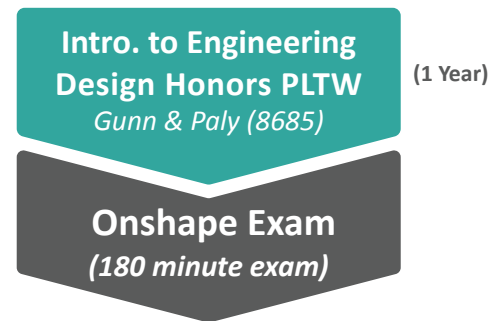 Intro. to Engineering
Design Honors PLTW
(1 Year)
Gunn & Paly (8685)
Onshape Exam
(180 minute exam)